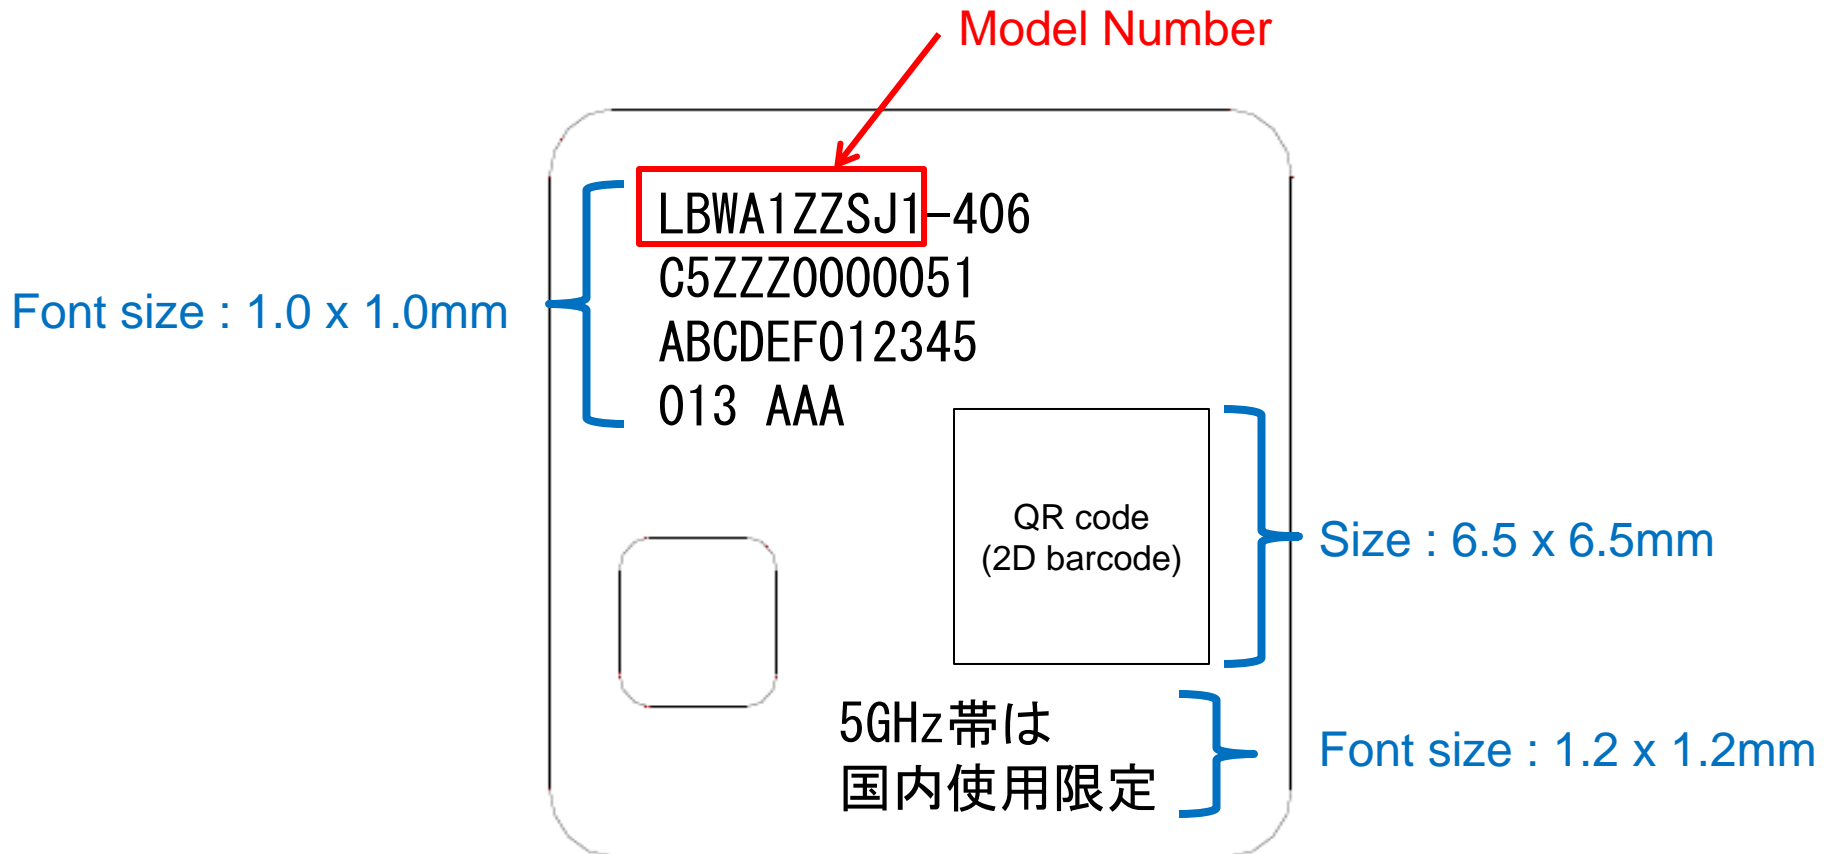 Model Number
LBWA1ZZSJ1-406
C5ZZZ0000051
ABCDEF012345
013 AAA
Font size : 1.0 x 1.0mm
QR code
(2D barcode)
Size : 6.5 x 6.5mm
5GHz帯は
国内使用限定
Font size : 1.2 x 1.2mm